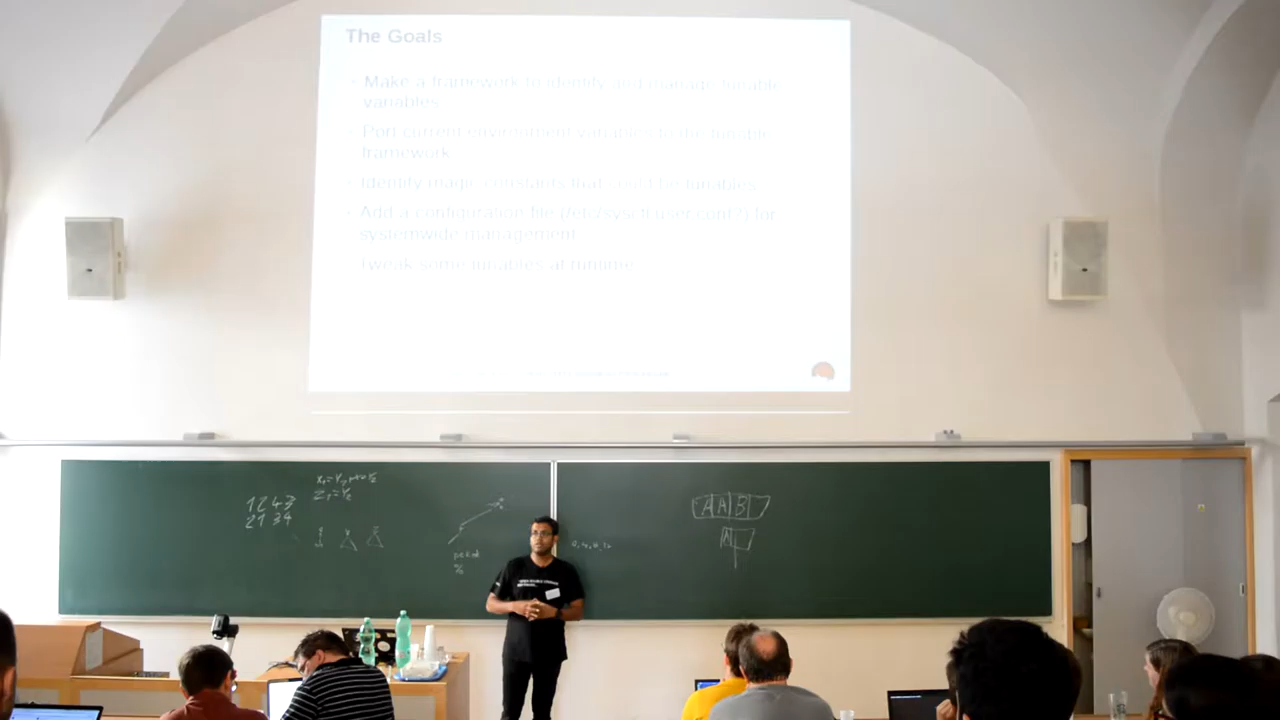 The Goals
Make a framework to identify and manage tunable
variables
Port current environment variables to the tunable
framework
Identify magic constants that could be tunables
Add a configuration file (/etc/sysctl.user.conf?) for
systemwide management
Tweak some tunables at runtime
1243
2134
period
%
A A B
A